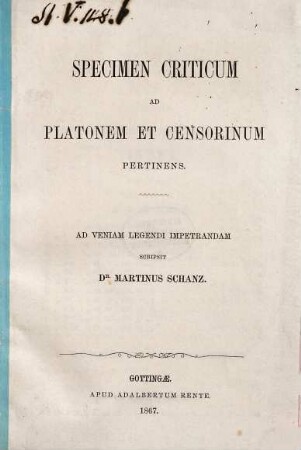 SPECIMEN CRITICUM
AD
PLATONEM ET CENSORINUM
PERTINENS.
AD VENIAM LEGENDI IMPETRANDAM
SCRIPSIT
DR. MARTINUS SCHANZ.
GOTTINGÆ.
APUD ADALBERTUM RENTE.
1867.